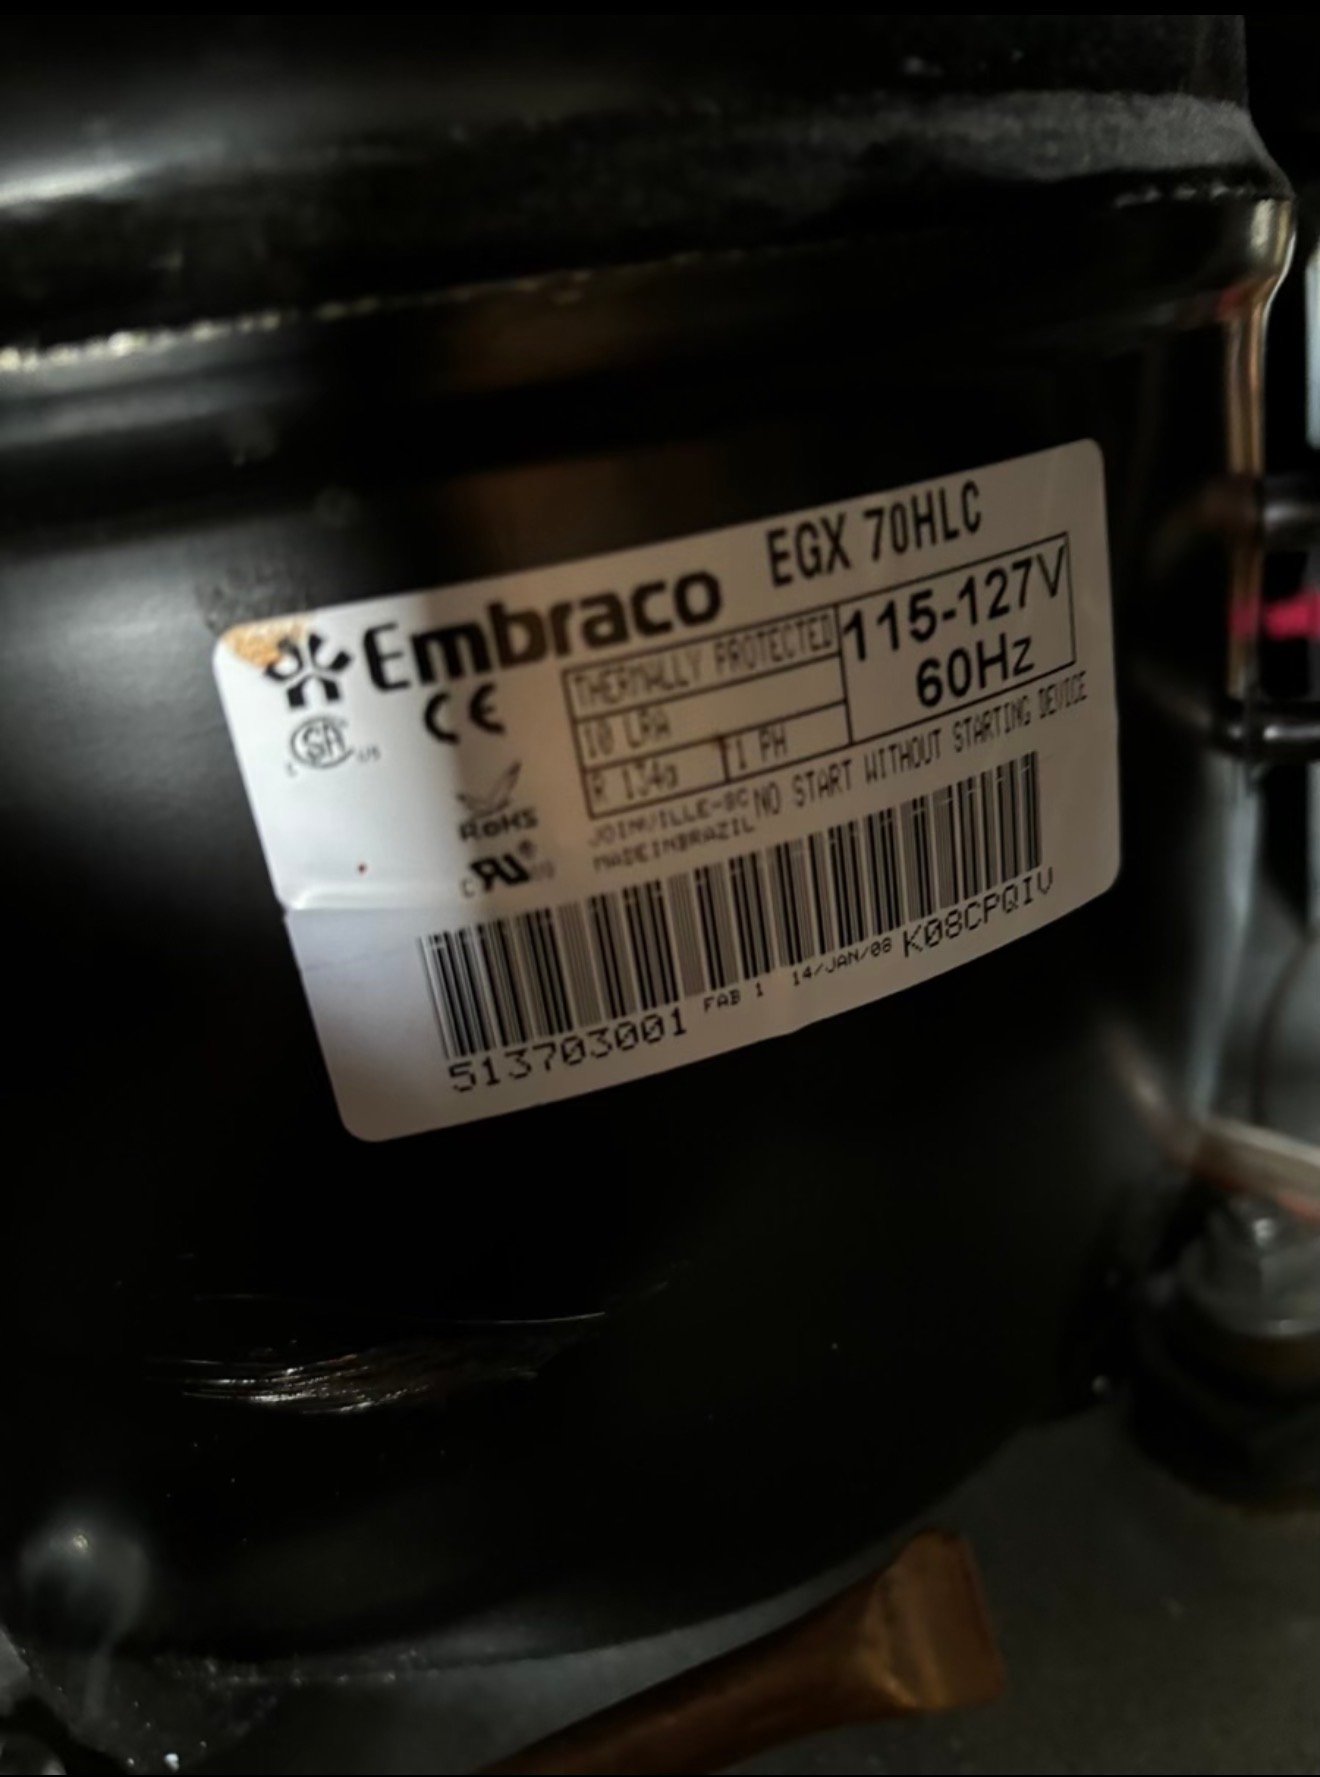 Embraco EGX 70HLC
THERMALLY PROTECTED
10 LRA
R 134a 1 PH
115-127V
60Hz
CE
RoHS
JOINVILLE-SC
MADE IN BRAZIL
NO START WITHOUT STARTING DEVICE
513703001 FAB 1 14/JAN/08 K08CPQIV